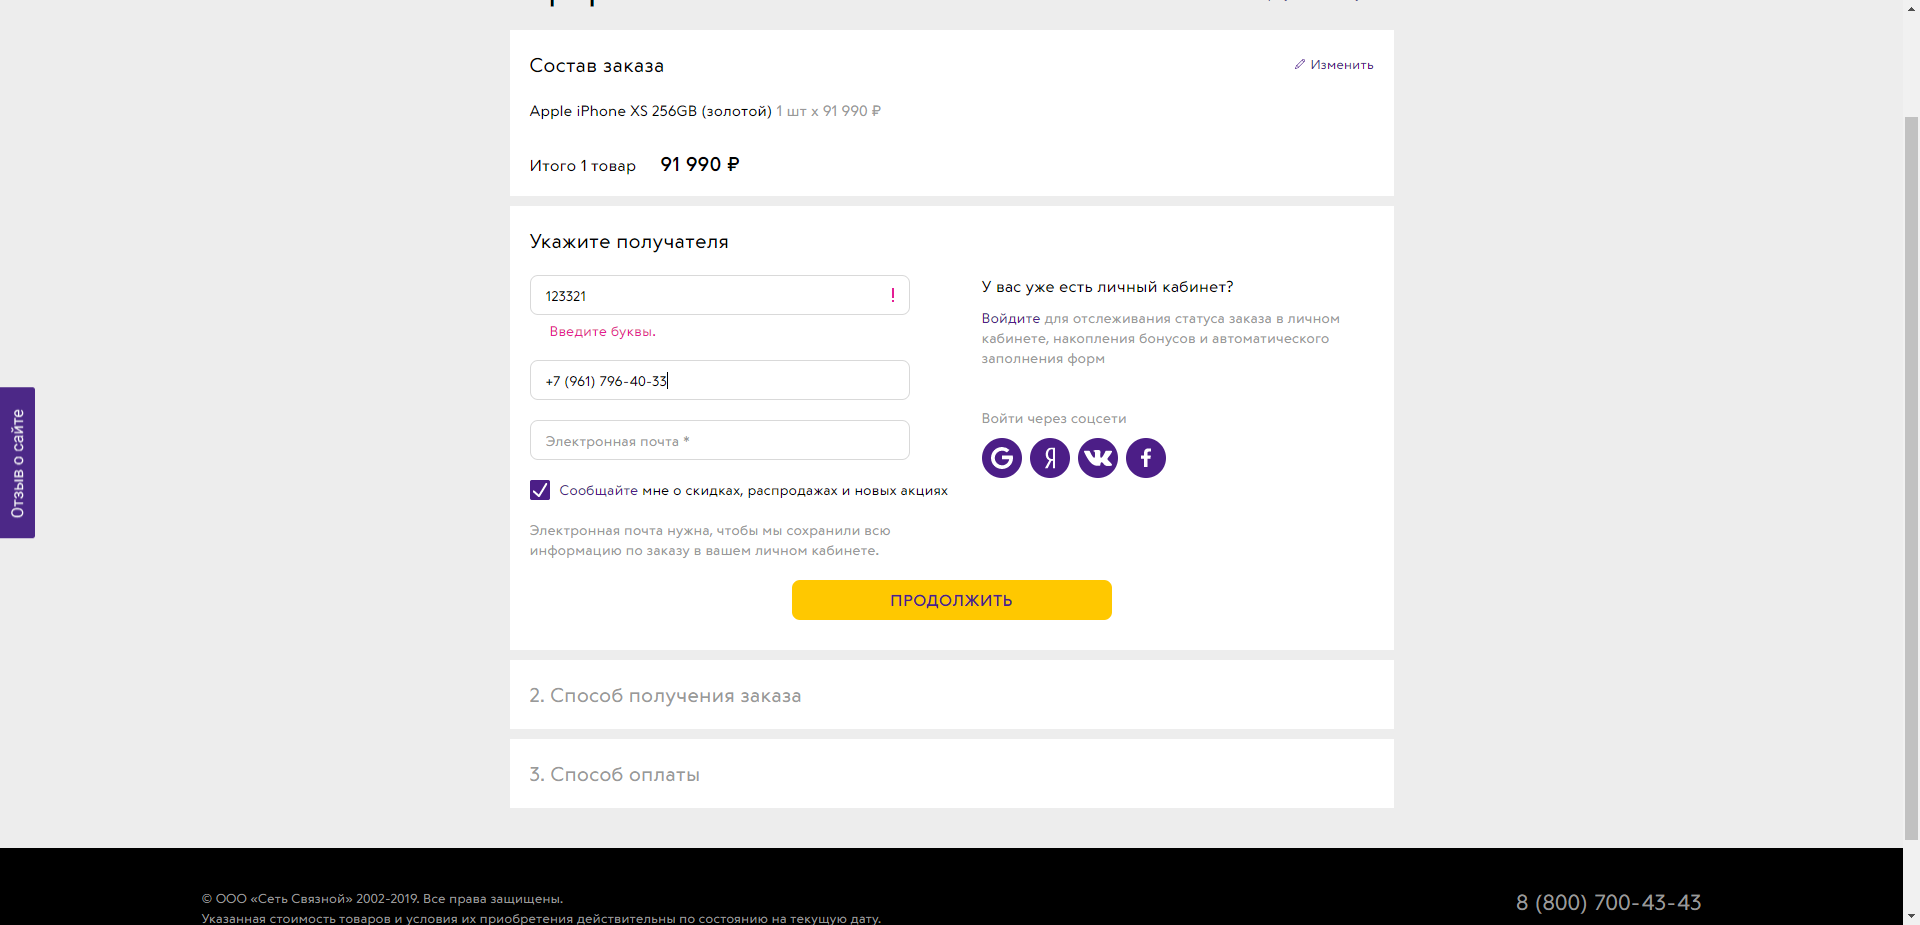 Состав заказа
Изменить
Apple iPhone XS 256GB (золотой) 1 шт x 91 990 ₽
Итого 1 товар 91 990 ₽
Укажите получателя
123321 !
Введите буквы.
+7 (961) 796-40-33
Электронная почта *
Сообщайте мне о скидках, распродажах и новых акциях
Электронная почта нужна, чтобы мы сохранили всю
информацию по заказу в вашем личном кабинете.
У вас уже есть личный кабинет?
Войдите для отслеживания статуса заказа в личном
кабинете, накопления бонусов и автоматического
заполнения форм
Войти через соцсети
G Я VK f
ПРОДОЛЖИТЬ
2. Способ получения заказа
3. Способ оплаты
Отзыв о сайте
© ООО «Сеть Связной» 2002-2019. Все права защищены.
Указанная стоимость товаров и условия их приобретения действительны по состоянию на текущую дату.
8 (800) 700-43-43